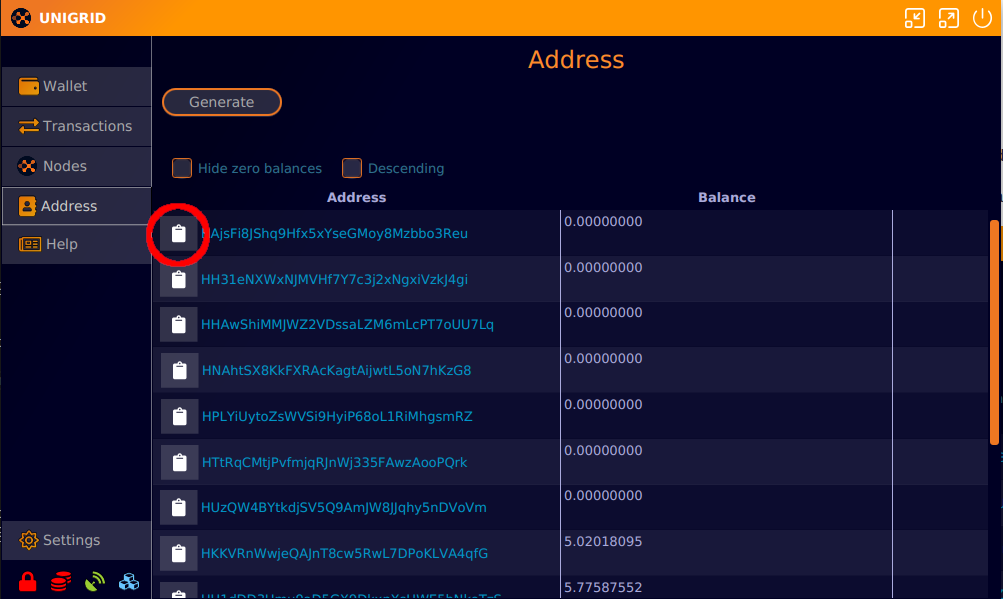 UNIGRID
Address
Wallet
Transactions
Nodes
Address
Help
Settings
Generate
Hide zero balances
Descending
Address Balance
AjsFi8JShq9Hfx5xYseGMoy8Mzbbo3Reu 0.00000000
HH31eNXWxNJMVHf7Y7c3j2xNgxiVzkJ4gi 0.00000000
HHAwShiMMJWZ2VDssaLZM6mLcPT7oUU7Lq 0.00000000
HNAhtSX8KkFXRAcKagtAijwtL5oN7hKzG8 0.00000000
HPLYiUytoZsWVSi9HyiP68oL1RiMhgsmRZ 0.00000000
HTtRqCMtjPvfmjqRJnWj335FAwzAooPQrk 0.00000000
HUzQW4BYtkdjSV5Q9AmJW8JJqhy5nDVoVm 0.00000000
HKKVRnWwjeQAJnT8cw5RwL7DPoKLVA4qfG 5.02018095
5.77587552